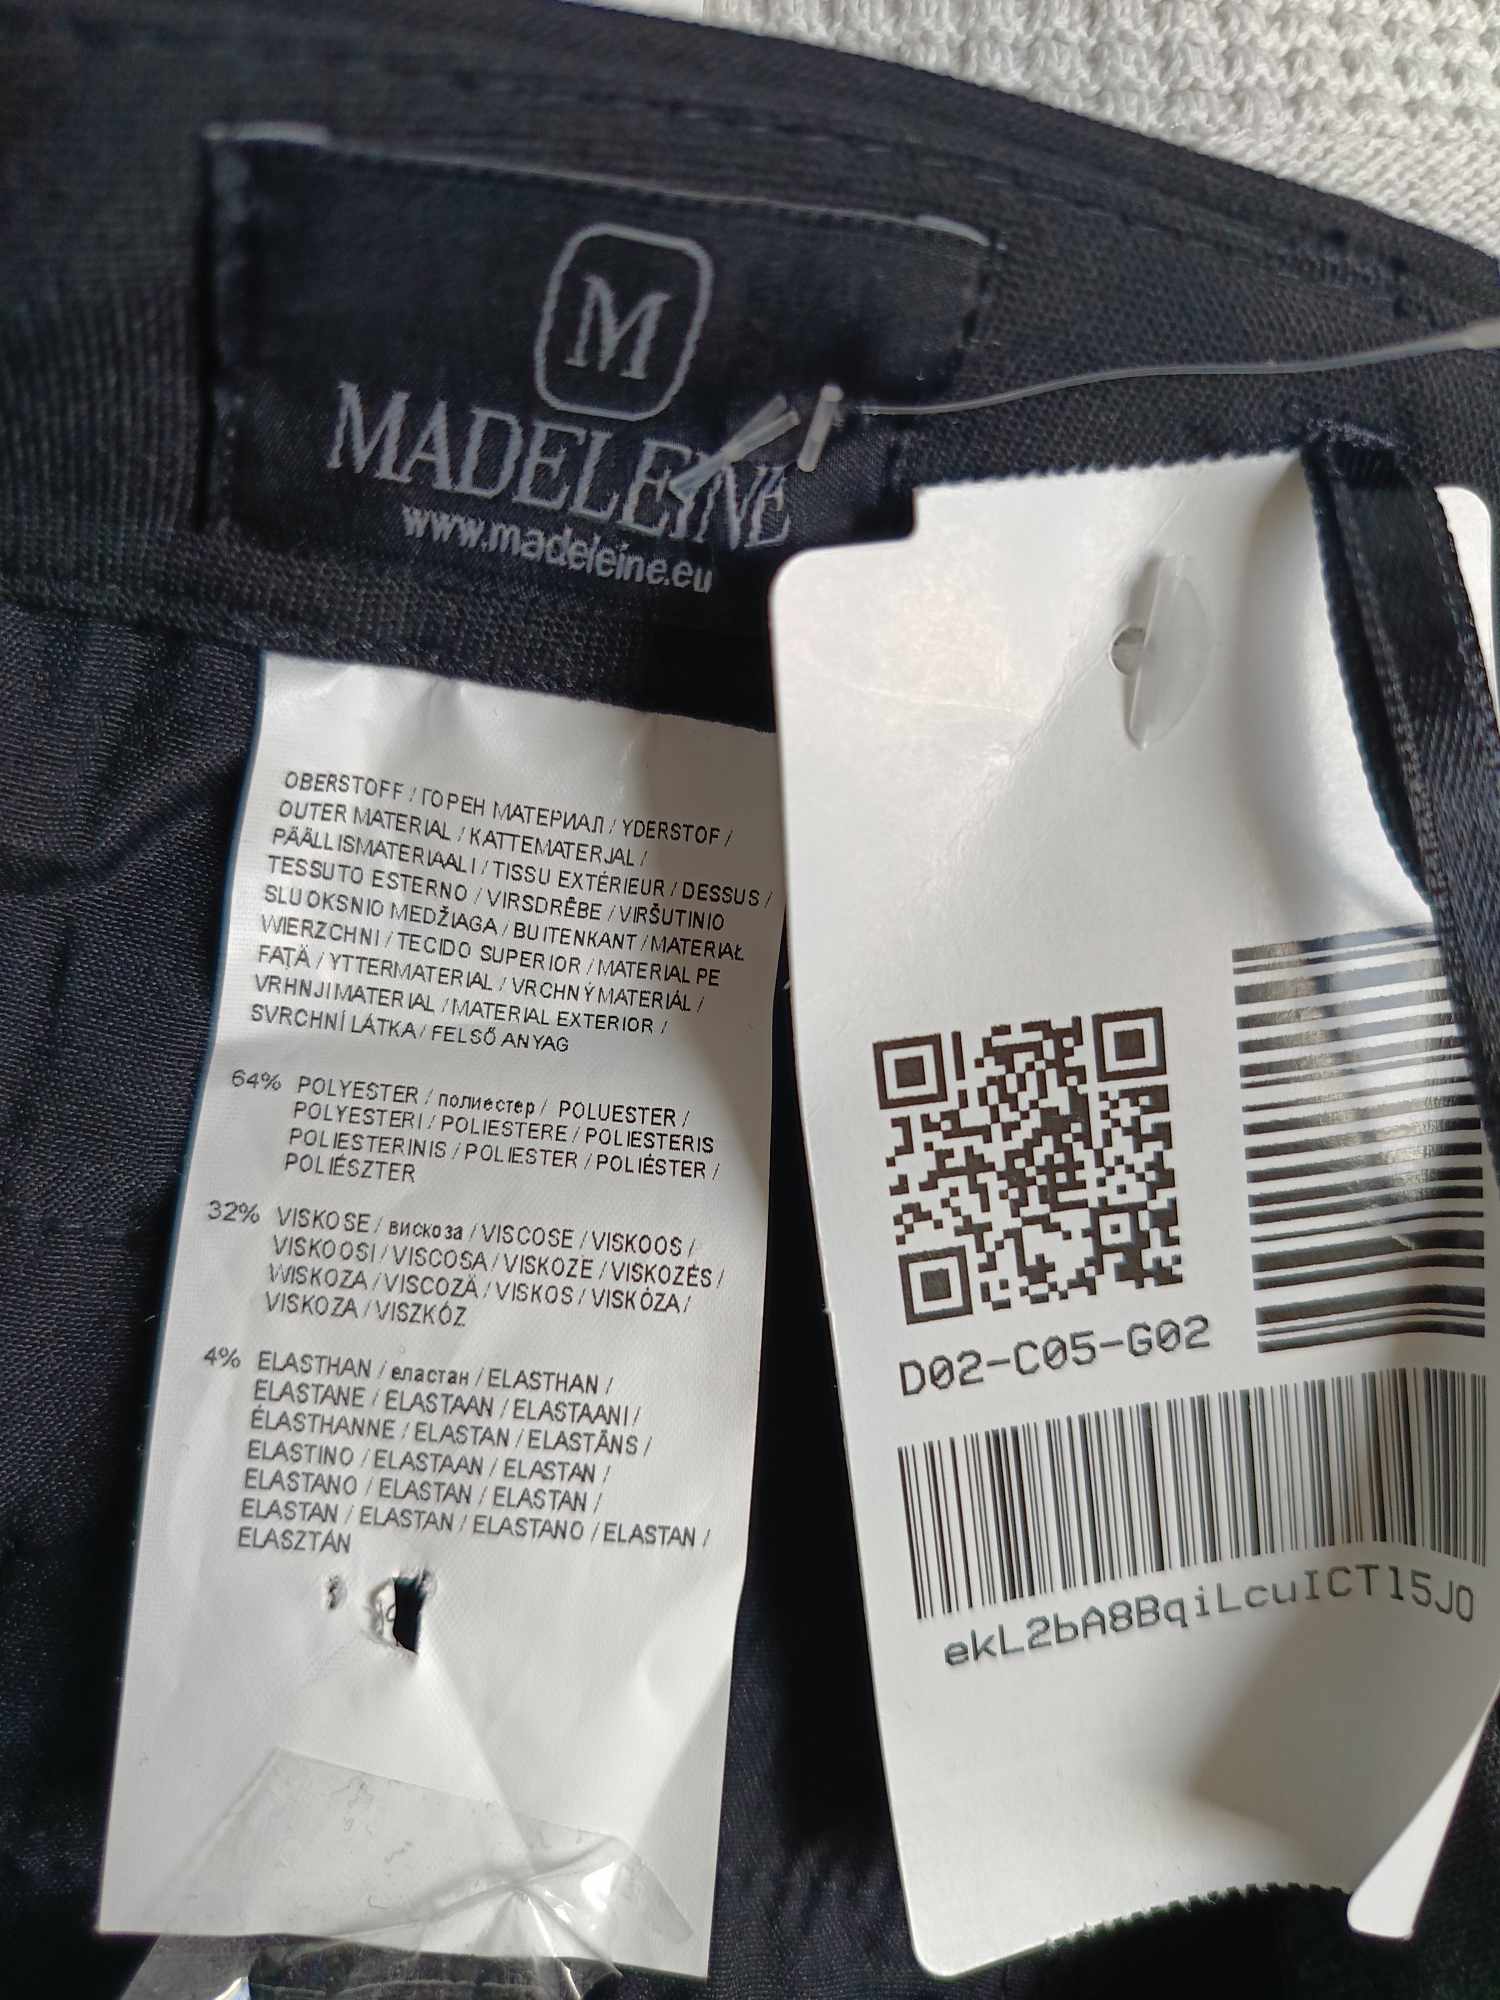 M
MADELEINE
www.madeleine.eu
OBERSTOFF / ГОРЕН МАТЕРИАЛ / YDERSTOF /
OUTER MATERIAL / KATTEMATERJAL /
PÄÄLLISMATERIAALI / TISSU EXTÉRIEUR / DESSUS /
TESSUTO ESTERNO / VIRSDRĒBE / VIRŠUTINIO
SLUOKSNIO MEDŽIAGA / BUITENKANT / MATERIAŁ
WIERZCHNI / TECIDO SUPERIOR / MATERIAL PE
FAŢĂ / YTTERMATERIAL / VRCHNÝ MATERIÁL /
VRHNJI MATERIAL / MATERIAL EXTERIOR /
SVRCHNÍ LÁTKA / FELSŐ ANYAG
64% POLYESTER / полиестер / POLUESTER /
POLYESTERI / POLIESTERE / POLIESTERIS
POLIESTERINIS / POLIESTER / POLIÉSTER /
POLIÉSZTER
32% VISKOSE / вискоза / VISCOSE / VISKOOS /
VISKOOSI / VISCOSA / VISKOZE / VISKOZĖS /
WISKOZA / VISCOZĂ / VISKOS / VISKÓZA /
VISKOZA / VISZKÓZ
4% ELASTHAN / еластан / ELASTHAN /
ELASTANE / ELASTAAN / ELASTAANI /
ÉLASTHANNE / ELASTAN / ELASTĀNS /
ELASTINO / ELASTAAN / ELASTAN /
ELASTANO / ELASTAN / ELASTAN /
ELASTAN / ELASTAN / ELASTANO / ELASTAN /
ELASZTÁN
D02-C05-G02
ekL2bA8BqiLcuICT15JO